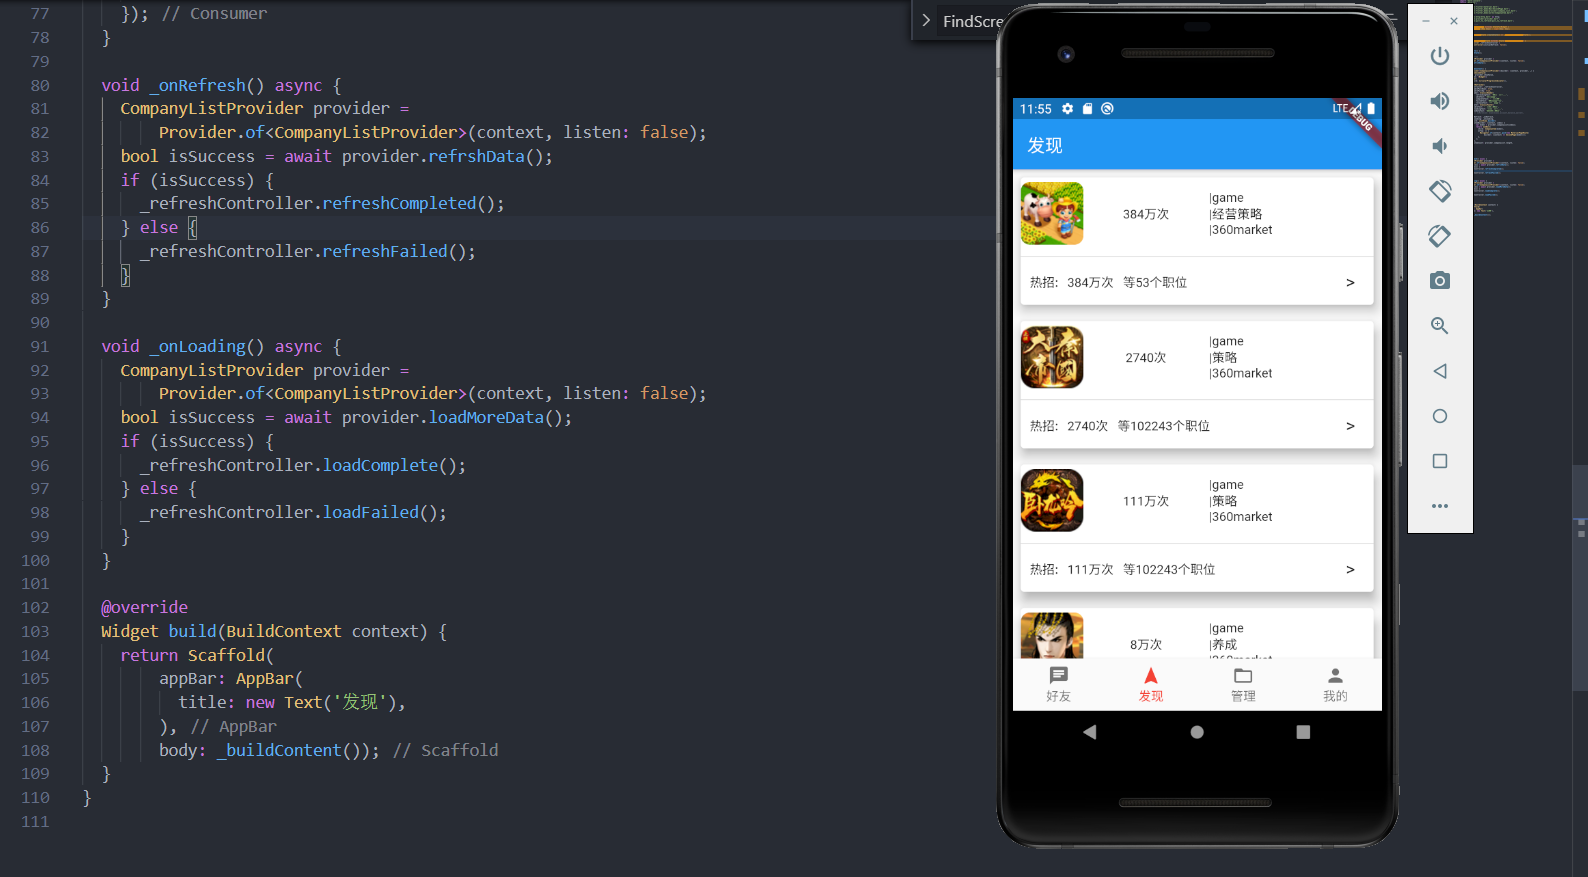 77 }); // Consumer
78 }
79
80 void _onRefresh() async {
81 CompanyListProvider provider =
82 Provider.of<CompanyListProvider>(context, listen: false);
83 bool isSuccess = await provider.refrshData();
84 if (isSuccess) {
85 _refreshController.refreshCompleted();
86 } else {
87 _refreshController.refreshFailed();
88 }
89 }
90
91 void _onLoading() async {
92 CompanyListProvider provider =
93 Provider.of<CompanyListProvider>(context, listen: false);
94 bool isSuccess = await provider.loadMoreData();
95 if (isSuccess) {
96 _refreshController.loadComplete();
97 } else {
98 _refreshController.loadFailed();
99 }
100 }
101
102 @override
103 Widget build(BuildContext context) {
104 return Scaffold(
105 appBar: AppBar(
106 title: new Text('发现'),
107 ), // AppBar
108 body: _buildContent()); // Scaffold
109 }
110 }
111
FindScre
11:55 LTE
DEBUG
发现
384万次
|game
|经营策略
|360market
热招: 384万次 等53个职位 >
大帝
帝国
2740次
|game
|策略
|360market
热招: 2740次 等102243个职位 >
卧龙吟
111万次
|game
|策略
|360market
热招: 111万次 等102243个职位 >
8万次
|game
|养成
|360market
好友 发现 管理 我的